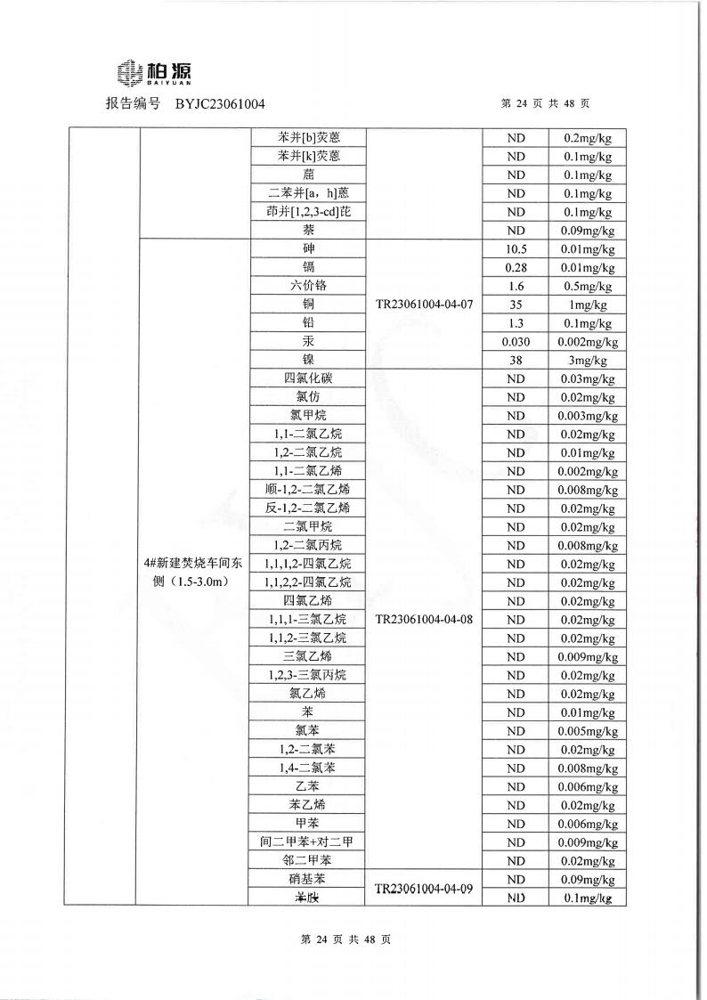 柏源
BAIYUAN
报告编号 BYJC23061004
第 24 页 共 48 页
苯并[b]荧蒽 ND 0.2mg/kg
苯并[k]荧蒽 ND 0.1mg/kg
䓛 ND 0.1mg/kg
二苯并[a，h]蒽 ND 0.1mg/kg
茚并[1,2,3-cd]芘 ND 0.1mg/kg
萘 ND 0.09mg/kg
砷 10.5 0.01mg/kg
镉 0.28 0.01mg/kg
六价铬 1.6 0.5mg/kg
铜 TR23061004-04-07 35 1mg/kg
铅 1.3 0.1mg/kg
汞 0.030 0.002mg/kg
镍 38 3mg/kg
四氯化碳 ND 0.03mg/kg
氯仿 ND 0.02mg/kg
氯甲烷 ND 0.003mg/kg
1,1-二氯乙烷 ND 0.02mg/kg
1,2-二氯乙烷 ND 0.01mg/kg
1,1-二氯乙烯 ND 0.002mg/kg
顺-1,2-二氯乙烯 ND 0.008mg/kg
反-1,2-二氯乙烯 ND 0.02mg/kg
二氯甲烷 ND 0.02mg/kg
1,2-二氯丙烷 ND 0.008mg/kg
4#新建焚烧车间东 1,1,1,2-四氯乙烷 ND 0.02mg/kg
侧（1.5-3.0m） 1,1,2,2-四氯乙烷 ND 0.02mg/kg
四氯乙烯 ND 0.02mg/kg
1,1,1-三氯乙烷 TR23061004-04-08 ND 0.02mg/kg
1,1,2-三氯乙烷 ND 0.02mg/kg
三氯乙烯 ND 0.009mg/kg
1,2,3-三氯丙烷 ND 0.02mg/kg
氯乙烯 ND 0.02mg/kg
苯 ND 0.01mg/kg
氯苯 ND 0.005mg/kg
1,2-二氯苯 ND 0.02mg/kg
1,4-二氯苯 ND 0.008mg/kg
乙苯 ND 0.006mg/kg
苯乙烯 ND 0.02mg/kg
甲苯 ND 0.006mg/kg
间二甲苯+对二甲 ND 0.009mg/kg
邻二甲苯 ND 0.02mg/kg
硝基苯 TR23061004-04-09 ND 0.09mg/kg
苯胺 ND 0.1mg/kg
第 24 页 共 48 页